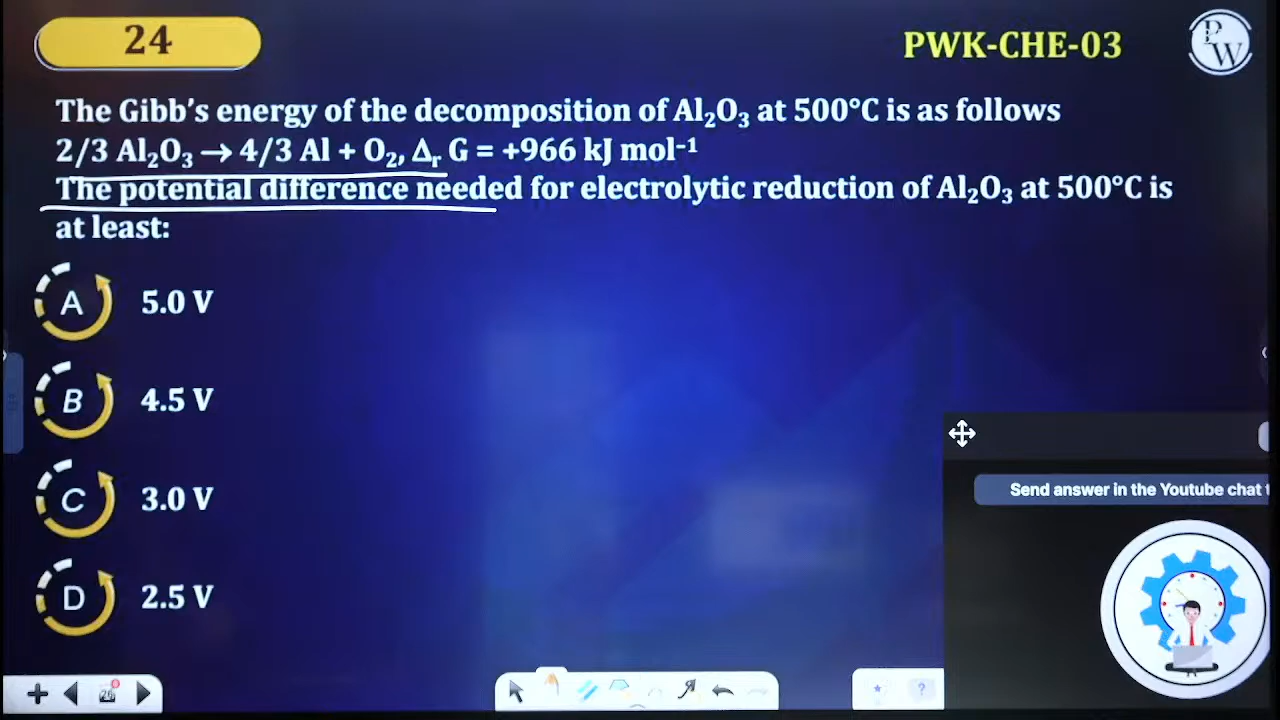 24
PWK-CHE-03
PW
The Gibb's energy of the decomposition of Al₂O₃ at 500°C is as follows
2/3 Al₂O₃ → 4/3 Al + O₂, Δᵣ G = +966 kJ mol⁻¹
The potential difference needed for electrolytic reduction of Al₂O₃ at 500°C is
at least:
A 5.0 V
B 4.5 V
C 3.0 V
D 2.5 V
Send answer in the Youtube chat